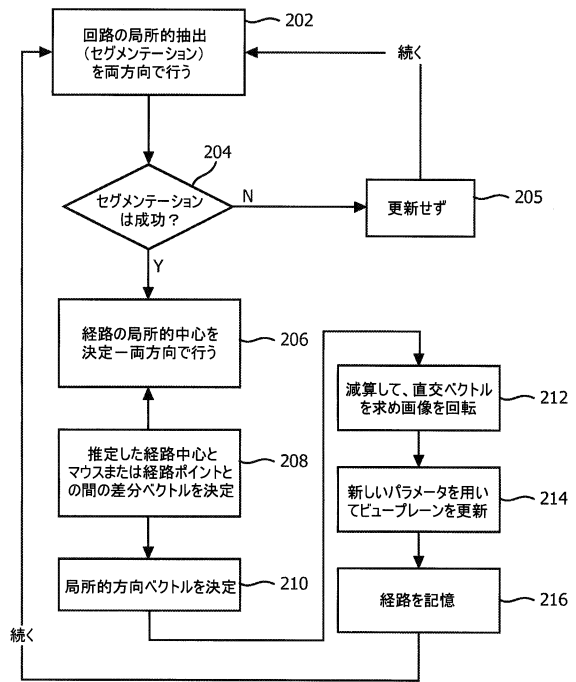 回路の局所的抽出
(セグメンテーション)
を両方向で行う
202
続く
204
セグメンテーション
は成功?
N
更新せず
205
Y
経路の局所的中心を
決定ー両方向で行う
206
推定した経路中心と
マウスまたは経路ポイントと
の間の差分ベクトルを決定
208
局所的方向ベクトルを決定
210
減算して、直交ベクトル
を求め画像を回転
212
新しいパラメータを用い
てビュープレーンを更新
214
経路を記憶
216
続く